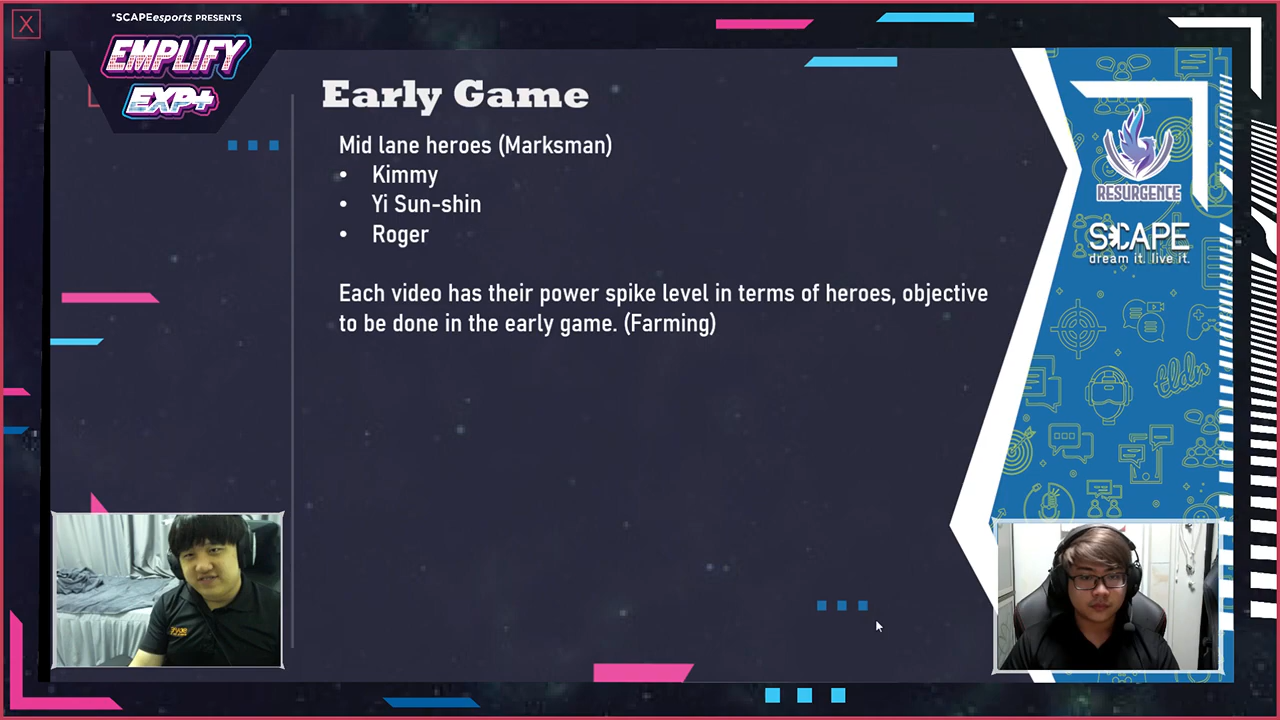 *SCAPEesports PRESENTS
EMPLIFY
EXP+
Early Game
Mid lane heroes (Marksman)
• Kimmy
• Yi Sun-shin
• Roger
Each video has their power spike level in terms of heroes, objective
to be done in the early game. (Farming)
RESURGENCE
S*CAPE
dream it. live it.
tldr